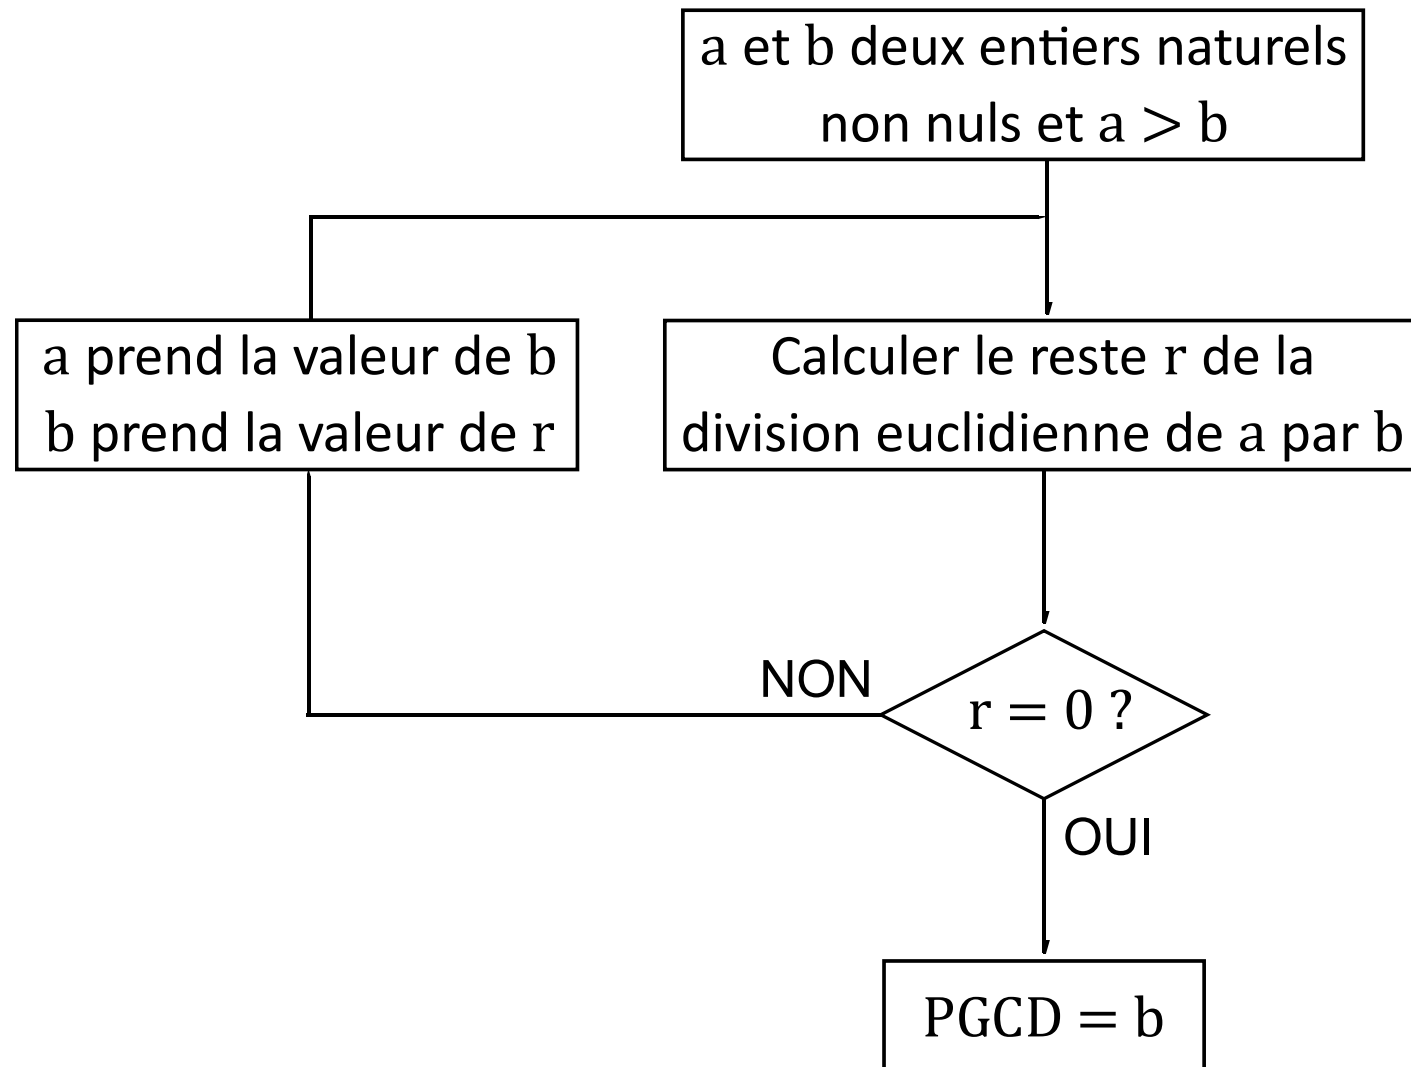 a et b deux entiers naturels
non nuls et a > b
a prend la valeur de b
b prend la valeur de r
Calculer le reste r de la
division euclidienne de a par b
NON
r = 0 ?
OUI
PGCD = b